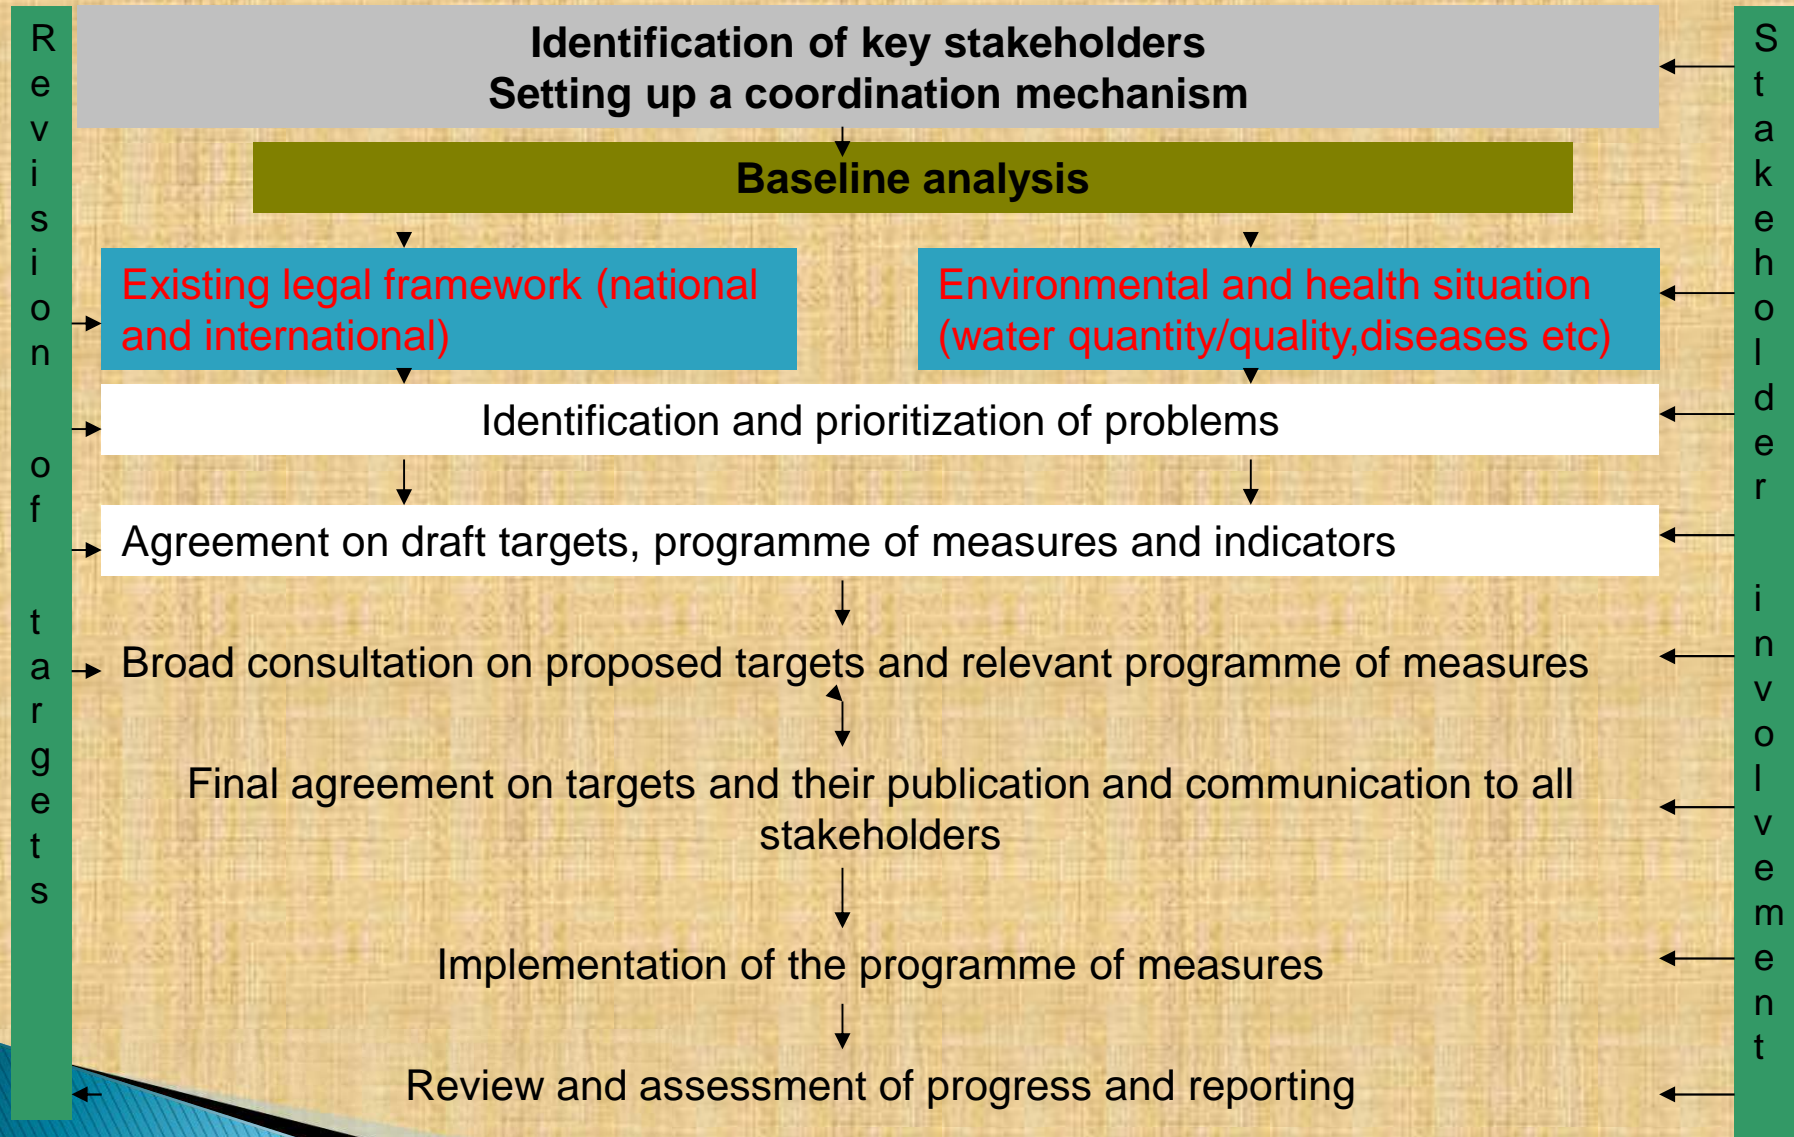 Revision of targets
Identification of key stakeholders
Setting up a coordination mechanism
Baseline analysis
Existing legal framework (national
and international)
Environmental and health situation
(water quantity/quality,diseases etc)
Identification and prioritization of problems
Agreement on draft targets, programme of measures and indicators
Broad consultation on proposed targets and relevant programme of measures
Final agreement on targets and their publication and communication to all
stakeholders
Implementation of the programme of measures
Review and assessment of progress and reporting
Stakeholder involvement